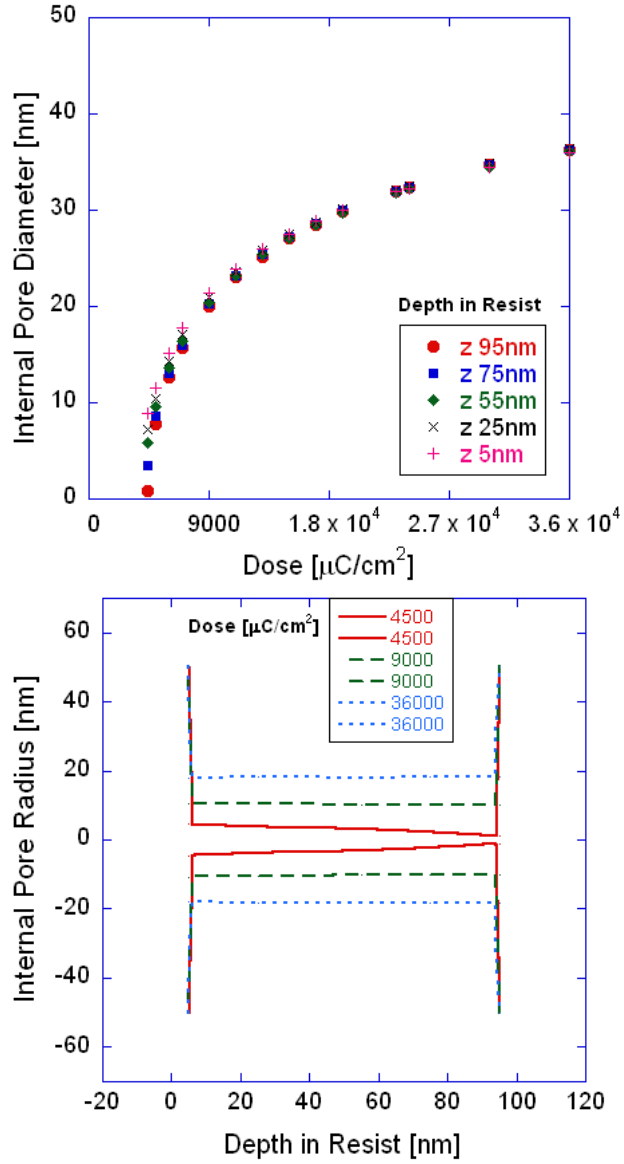 50
40
30
20
10
0
Internal Pore Diameter [nm]
Depth in Resist
z 95nm
z 75nm
z 55nm
z 25nm
z 5nm
0 9000 1.8 x 10⁴ 2.7 x 10⁴ 3.6 x 10⁴
Dose [μC/cm²]
60
40
20
0
-20
-40
-60
Internal Pore Radius [nm]
Dose [μC/cm²]
4500
4500
9000
9000
36000
36000
-20 0 20 40 60 80 100 120
Depth in Resist [nm]